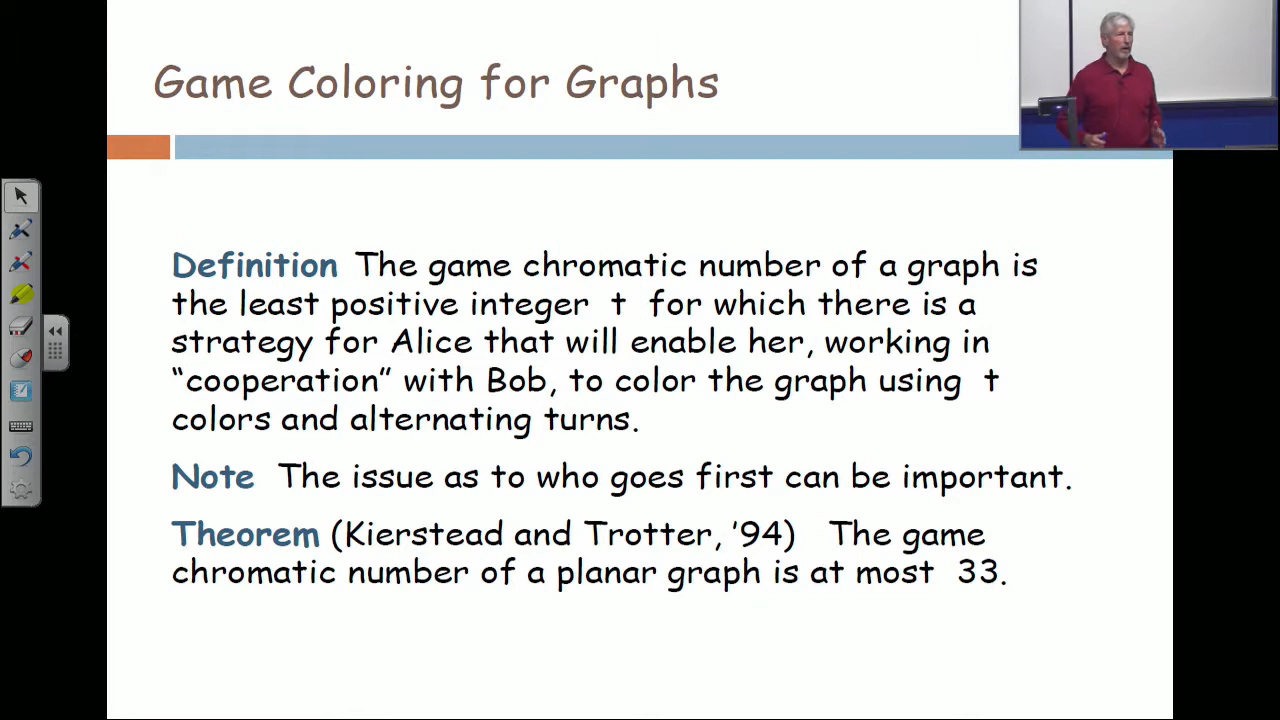 Game Coloring for Graphs
Definition The game chromatic number of a graph is
the least positive integer t for which there is a
strategy for Alice that will enable her, working in
“cooperation” with Bob, to color the graph using t
colors and alternating turns.
Note The issue as to who goes first can be important.
Theorem (Kierstead and Trotter, ’94) The game
chromatic number of a planar graph is at most 33.